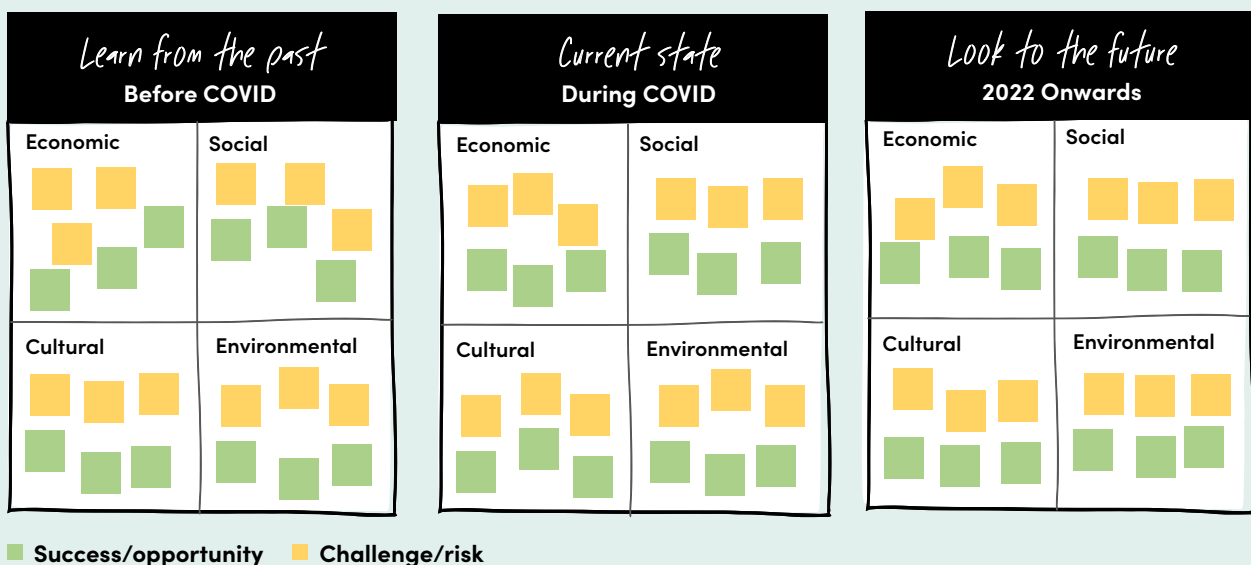 Learn from the past
Before COVID
Economic
Social
Cultural
Environmental
Current state
During COVID
Economic
Social
Cultural
Environmental
Look to the future
2022 Onwards
Economic
Social
Cultural
Environmental
Success/opportunity
Challenge/risk